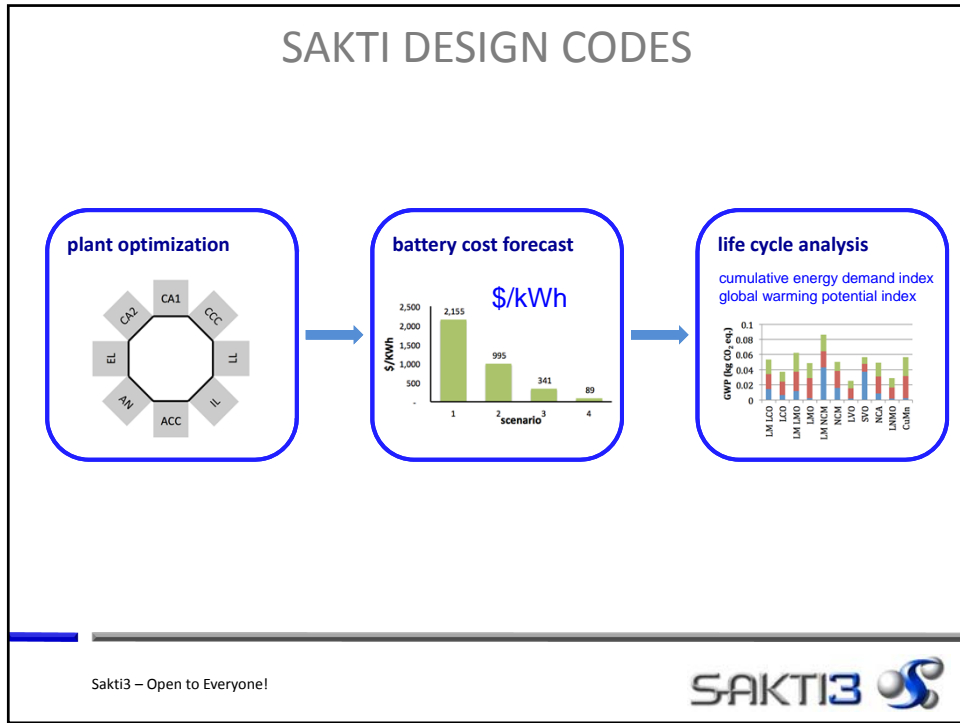 SAKTI DESIGN CODES
plant optimization
CA1
CCC
LL
IL
ACC
AN
EL
CA2
battery cost forecast
$/kWh
$/KWh
2,500
2,000
1,500
1,000
500
-
2,155
995
341
89
1
2
3
4
scenario
life cycle analysis
cumulative energy demand index
global warming potential index
GWP (kg CO₂ eq.)
0.1
0.08
0.06
0.04
0.02
0
LM LCO
LCO
LM LMO
LMO
LM NCM
NCM
LVO
SVO
NCA
LNMO
CuMn
Sakti3 – Open to Everyone!
SAKTI3